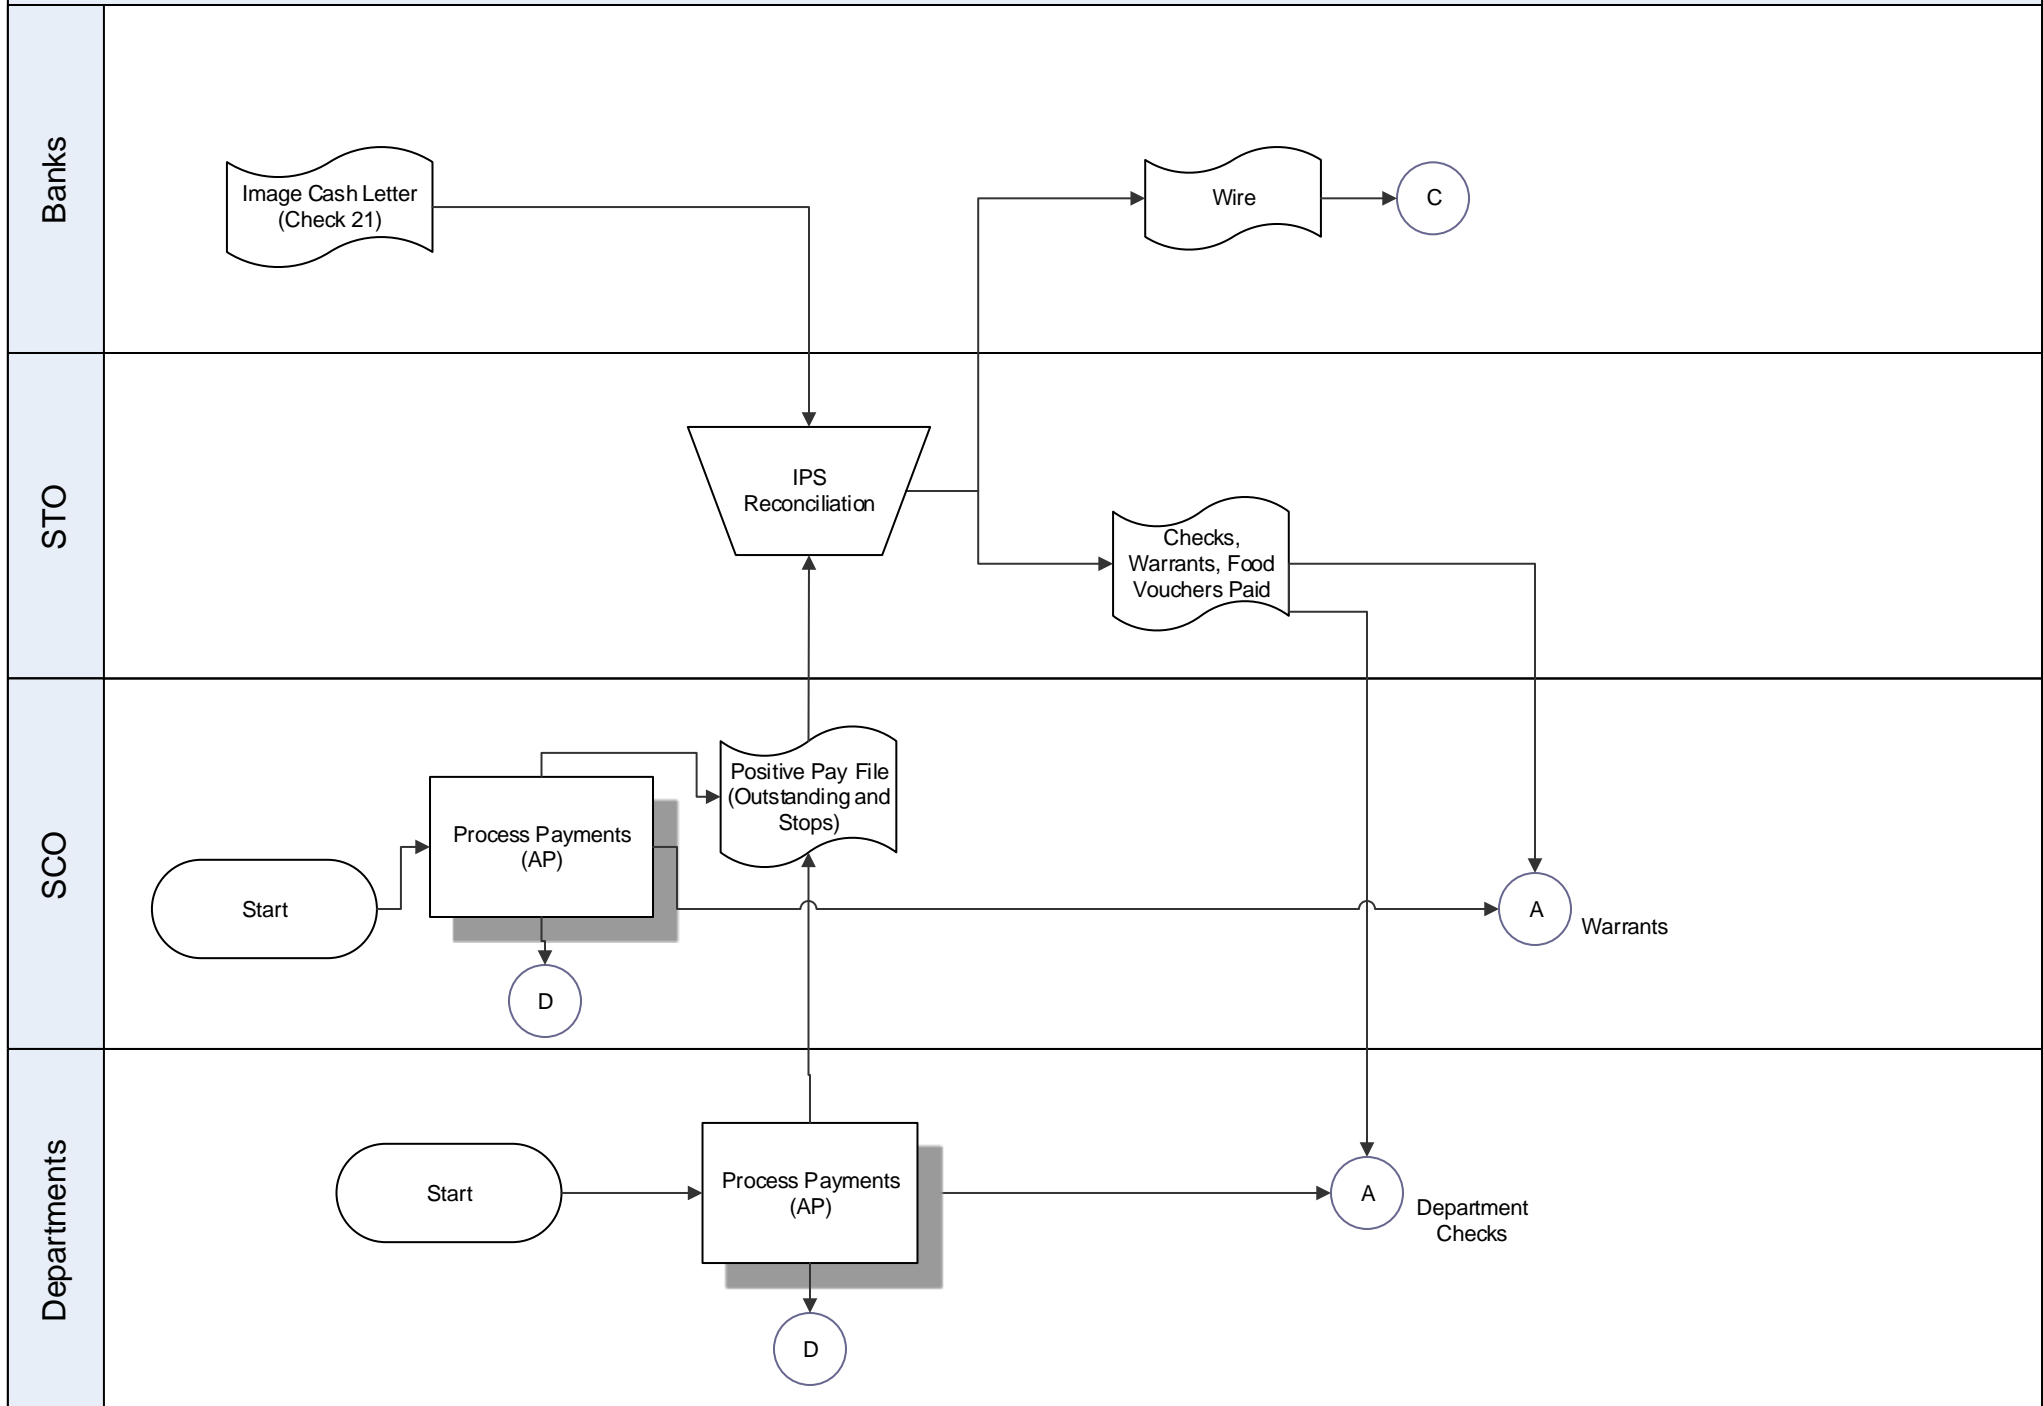 Banks
Image Cash Letter
(Check 21)
Wire
C
STO
IPS
Reconciliation
Checks,
Warrants, Food
Vouchers Paid
SCO
Positive Pay File
(Outstanding and
Stops)
Process Payments
(AP)
Start
A
Warrants
D
Departments
Start
Process Payments
(AP)
A
Department
Checks
D